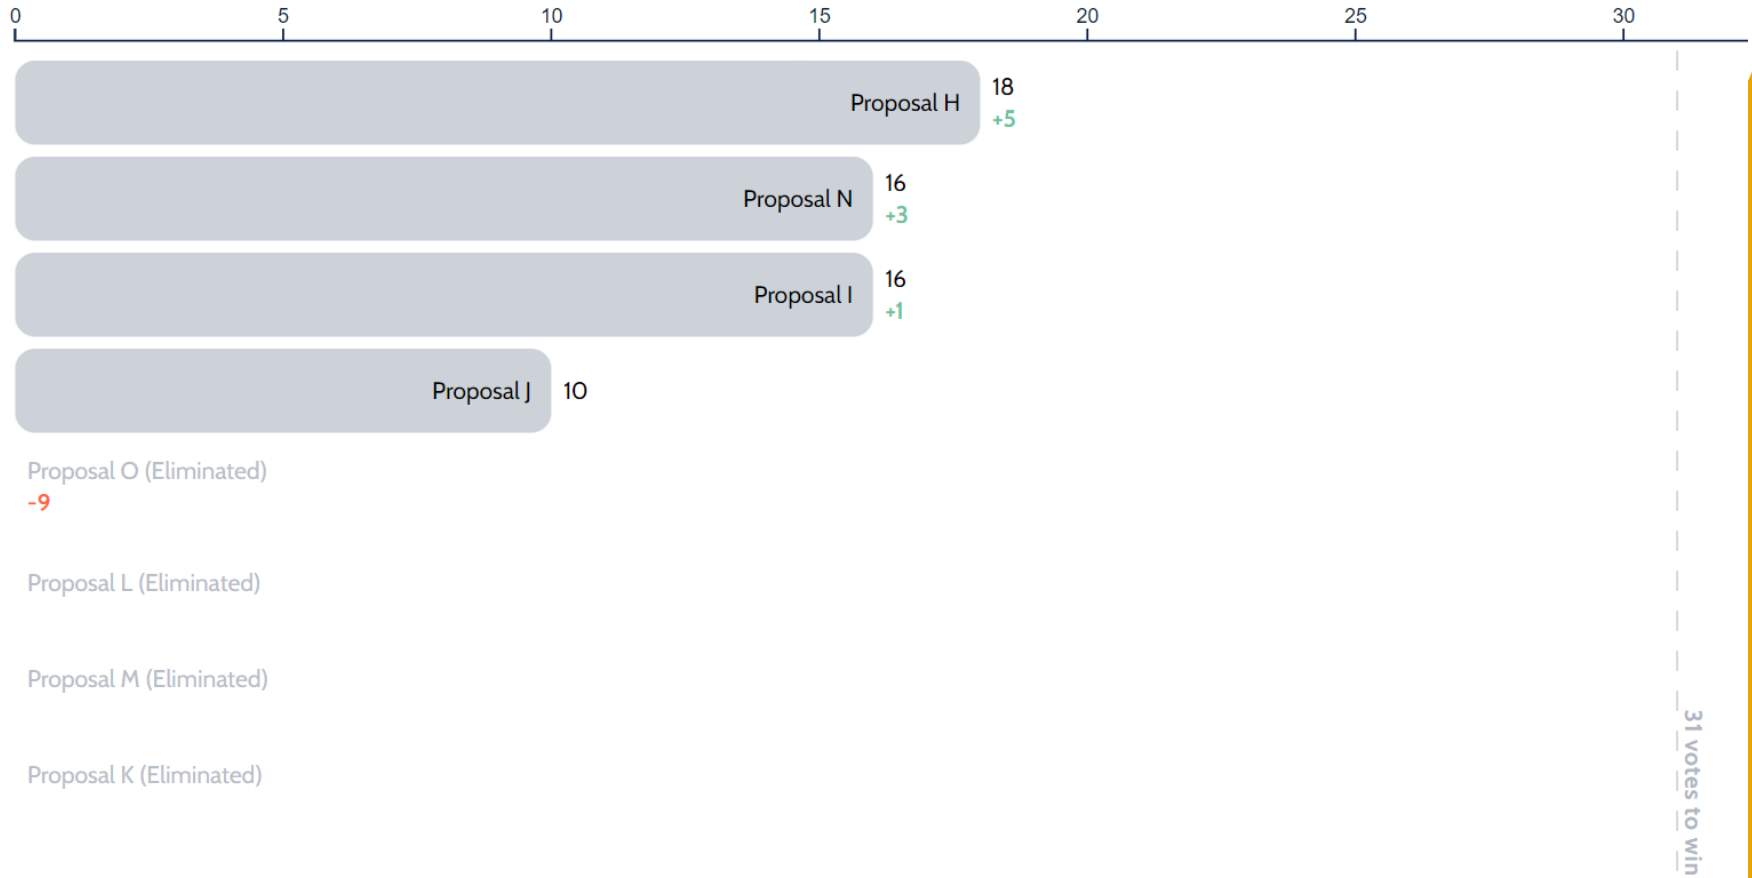 0 5 10 15 20 25 30
Proposal H 18
+5
Proposal N 16
+3
Proposal I 16
+1
Proposal J 10
Proposal O (Eliminated)
-9
Proposal L (Eliminated)
Proposal M (Eliminated)
Proposal K (Eliminated)
31 votes to win